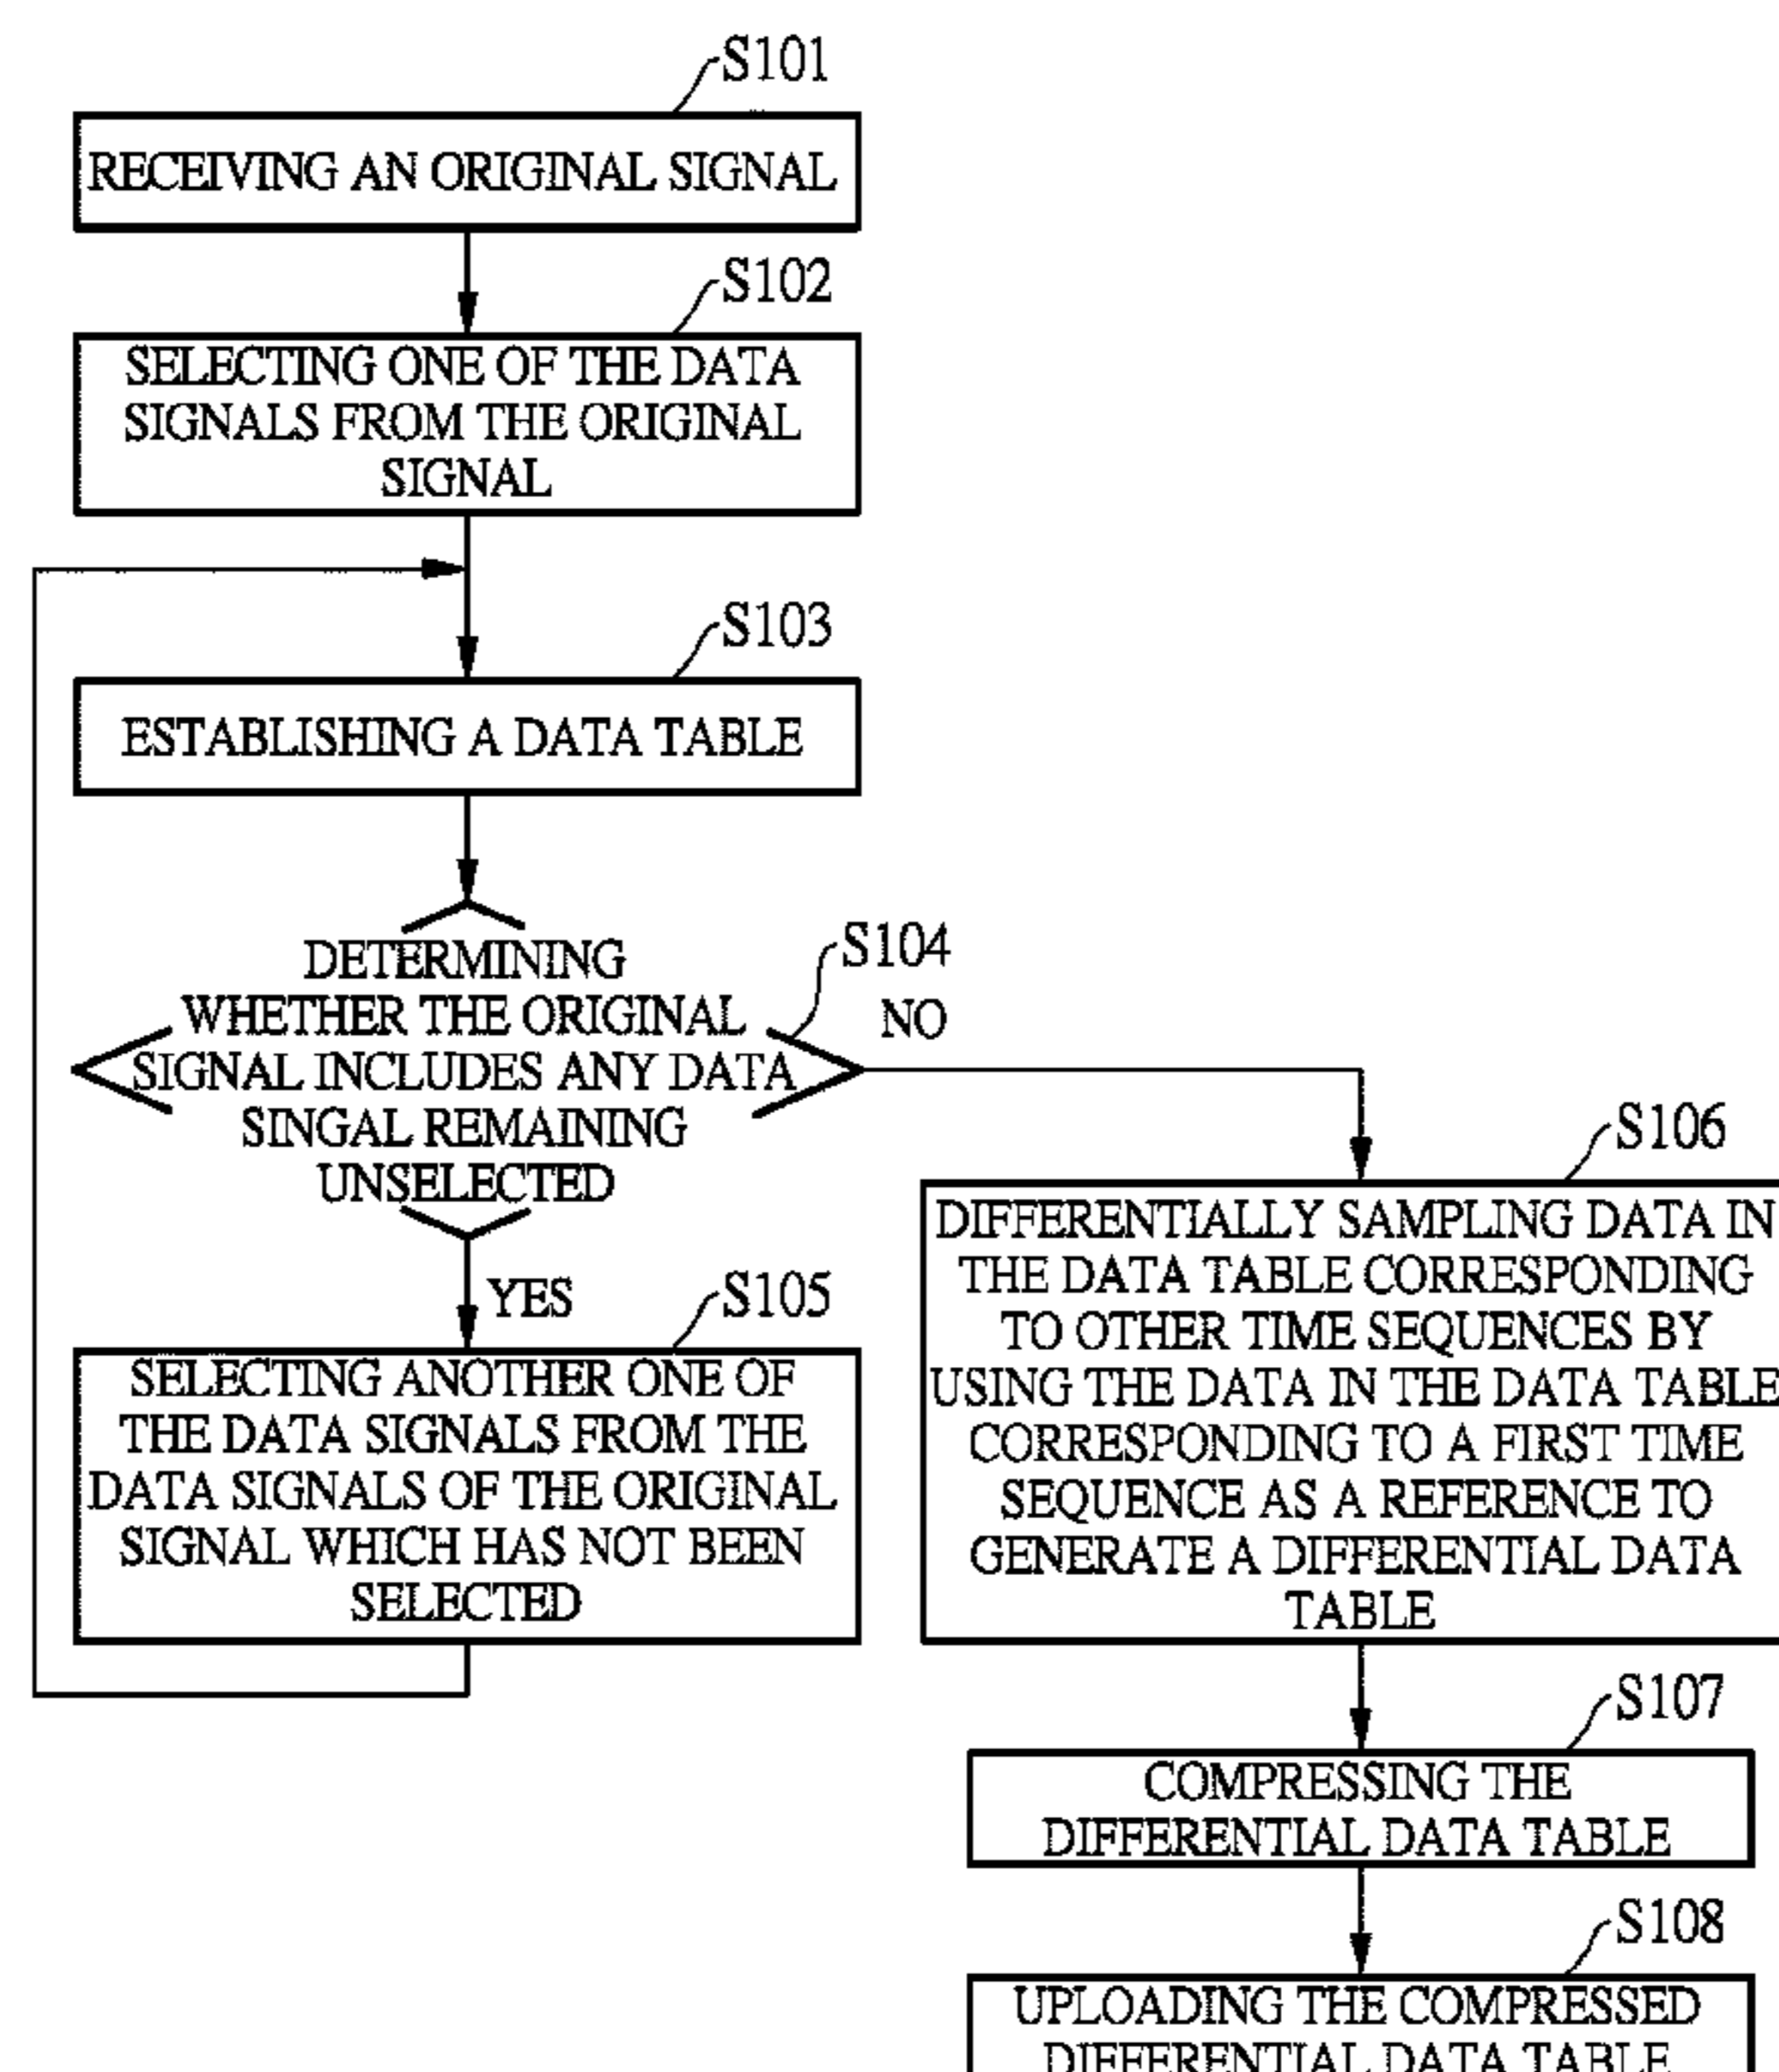 S101
RECEIVING AN ORIGINAL SIGNAL
S102
SELECTING ONE OF THE DATA
SIGNALS FROM THE ORIGINAL
SIGNAL
S103
ESTABLISHING A DATA TABLE
S104
DETERMINING
WHETHER THE ORIGINAL
SIGNAL INCLUDES ANY DATA
SINGAL REMAINING
UNSELECTED
NO
YES
S105
SELECTING ANOTHER ONE OF
THE DATA SIGNALS FROM THE
DATA SIGNALS OF THE ORIGINAL
SIGNAL WHICH HAS NOT BEEN
SELECTED
S106
DIFFERENTIALLY SAMPLING DATA IN
THE DATA TABLE CORRESPONDING
TO OTHER TIME SEQUENCES BY
USING THE DATA IN THE DATA TABLE
CORRESPONDING TO A FIRST TIME
SEQUENCE AS A REFERENCE TO
GENERATE A DIFFERENTIAL DATA
TABLE
S107
COMPRESSING THE
DIFFERENTIAL DATA TABLE
S108
UPLOADING THE COMPRESSED
DIFFERENTIAL DATA TABLE